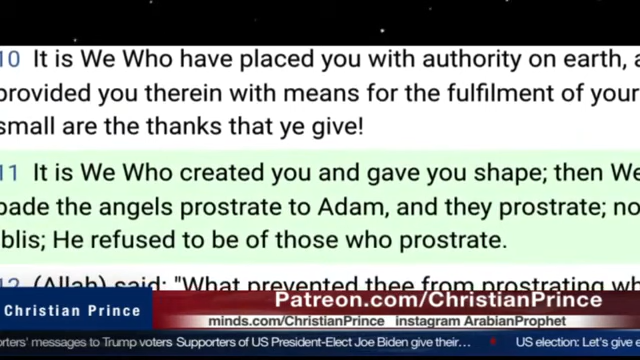 10 It is We Who have placed you with authority on earth, a
provided you therein with means for the fulfilment of your
small are the thanks that ye give!
11 It is We Who created you and gave you shape; then We
bade the angels prostrate to Adam, and they prostrate; no
Iblis; He refused to be of those who prostrate.
12 (Allah) said: "What prevented thee from prostrating wh
Christian Prince
Patreon.com/ChristianPrince
minds.com/ChristianPrince instagram ArabianProphet
orters' messages to Trump voters Supporters of US President-Elect Joe Biden give their... US election: Let's give e